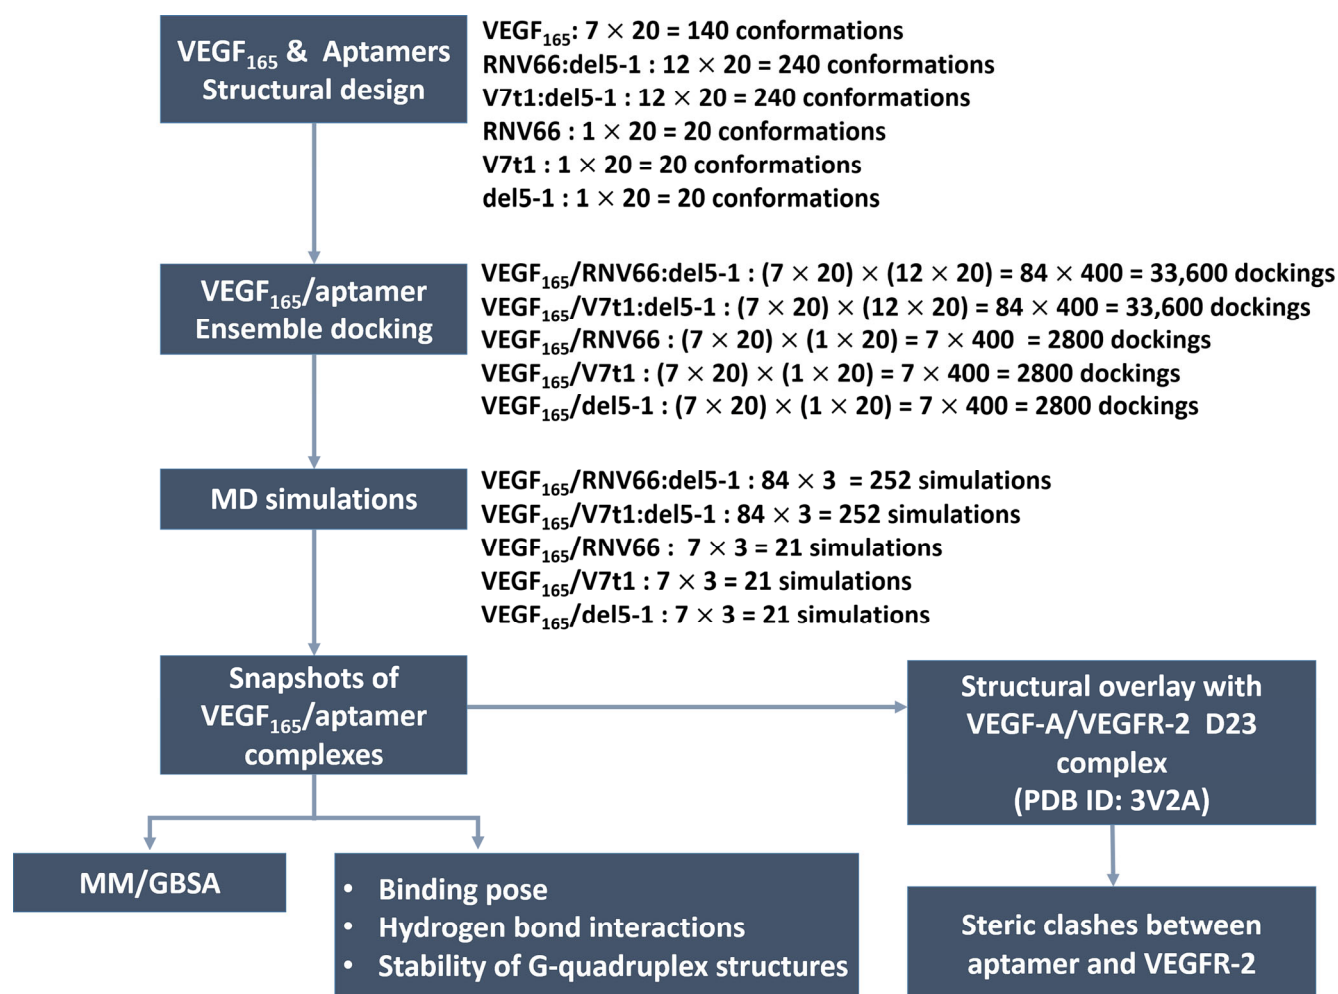 VEGF165 & Aptamers
Structural design
VEGF165: 7 × 20 = 140 conformations
RNV66:del5-1 : 12 × 20 = 240 conformations
V7t1:del5-1 : 12 × 20 = 240 conformations
RNV66 : 1 × 20 = 20 conformations
V7t1 : 1 × 20 = 20 conformations
del5-1 : 1 × 20 = 20 conformations
VEGF165/aptamer
Ensemble docking
VEGF165/RNV66:del5-1 : (7 × 20) × (12 × 20) = 84 × 400 = 33,600 dockings
VEGF165/V7t1:del5-1 : (7 × 20) × (12 × 20) = 84 × 400 = 33,600 dockings
VEGF165/RNV66 : (7 × 20) × (1 × 20) = 7 × 400 = 2800 dockings
VEGF165/V7t1 : (7 × 20) × (1 × 20) = 7 × 400 = 2800 dockings
VEGF165/del5-1 : (7 × 20) × (1 × 20) = 7 × 400 = 2800 dockings
MD simulations
VEGF165/RNV66:del5-1 : 84 × 3 = 252 simulations
VEGF165/V7t1:del5-1 : 84 × 3 = 252 simulations
VEGF165/RNV66 : 7 × 3 = 21 simulations
VEGF165/V7t1 : 7 × 3 = 21 simulations
VEGF165/del5-1 : 7 × 3 = 21 simulations
Snapshots of
VEGF165/aptamer
complexes
Structural overlay with
VEGF-A/VEGFR-2 D23
complex
(PDB ID: 3V2A)
MM/GBSA
• Binding pose
• Hydrogen bond interactions
• Stability of G-quadruplex structures
Steric clashes between
aptamer and VEGFR-2